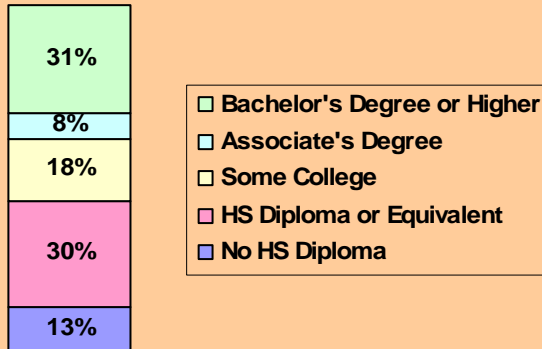 31%
8%
18%
30%
13%
Bachelor's Degree or Higher
Associate's Degree
Some College
HS Diploma or Equivalent
No HS Diploma